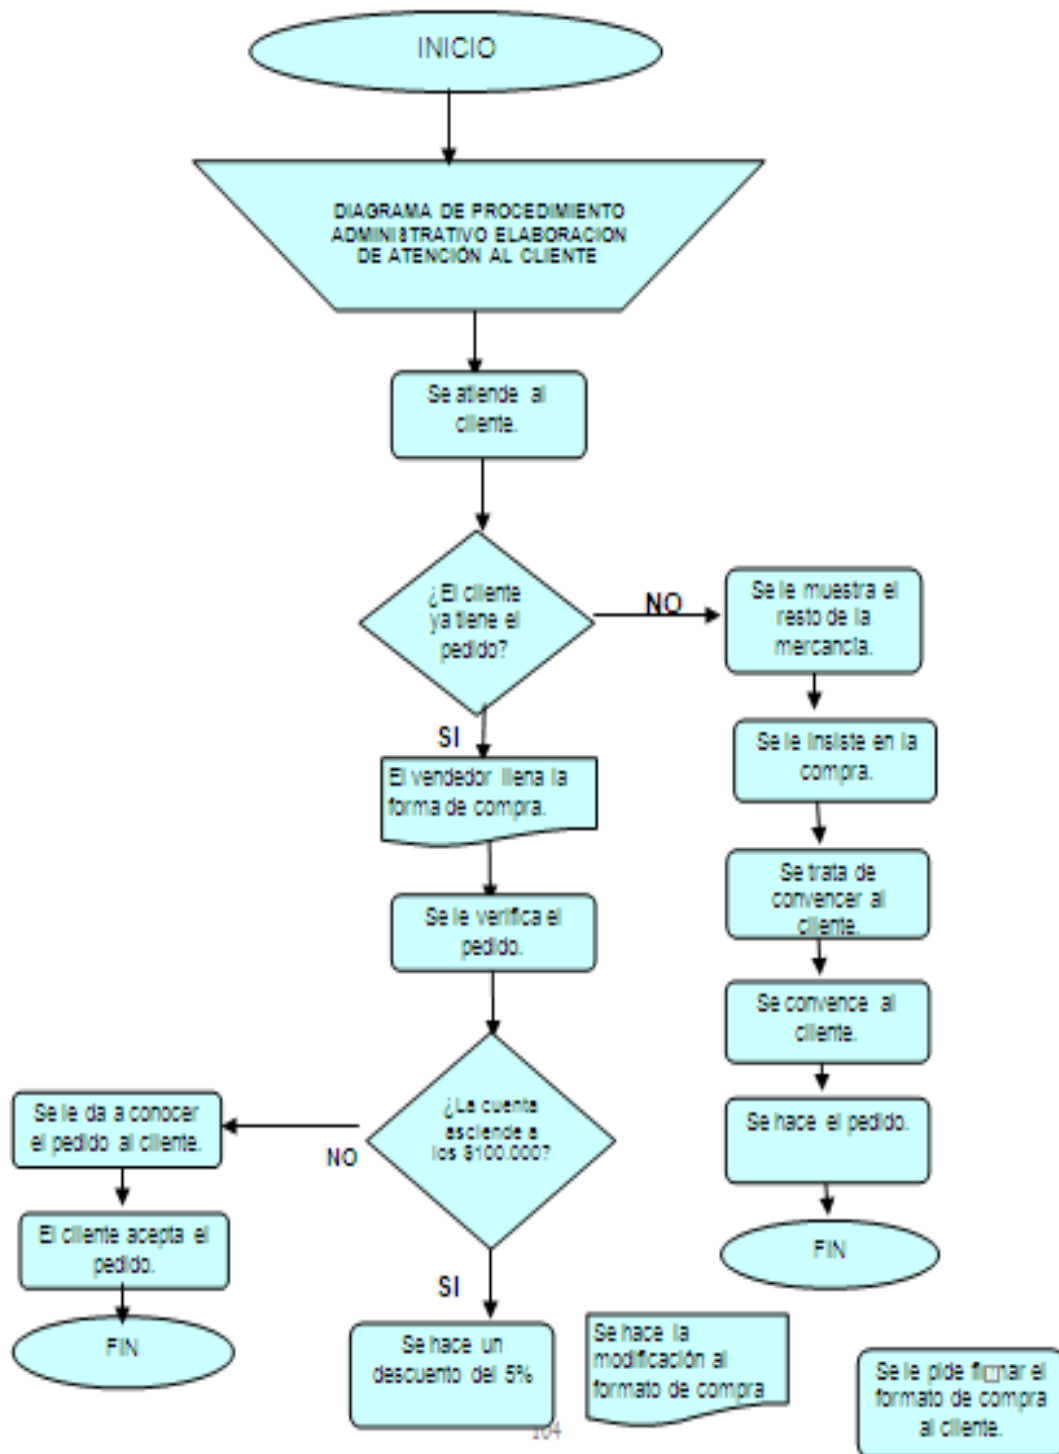 INICIO
DIAGRAMA DE PROCEDIMIENTO
ADMINISTRATIVO ELABORACION
DE ATENCIÓN AL CLIENTE
Se atiende al
cliente.
¿El cliente
ya tiene el
pedido?
NO
Se le muestra el
resto de la
mercancía.
SI
Se le insiste en la
compra.
El vendedor llena la
forma de compra.
Se trata de
convencer al
cliente.
Se le verifica el
pedido.
Se convence al
cliente.
¿La cuenta
asciende a
los $100.000?
NO
Se le da a conocer
el pedido al cliente.
Se hace el pedido.
El cliente acepta el
pedido.
FIN
SI
FIN
Se hace un
descuento del 5%
Se hace la
modificación al
formato de compra
Se le pide firmar el
formato de compra
al cliente.
104